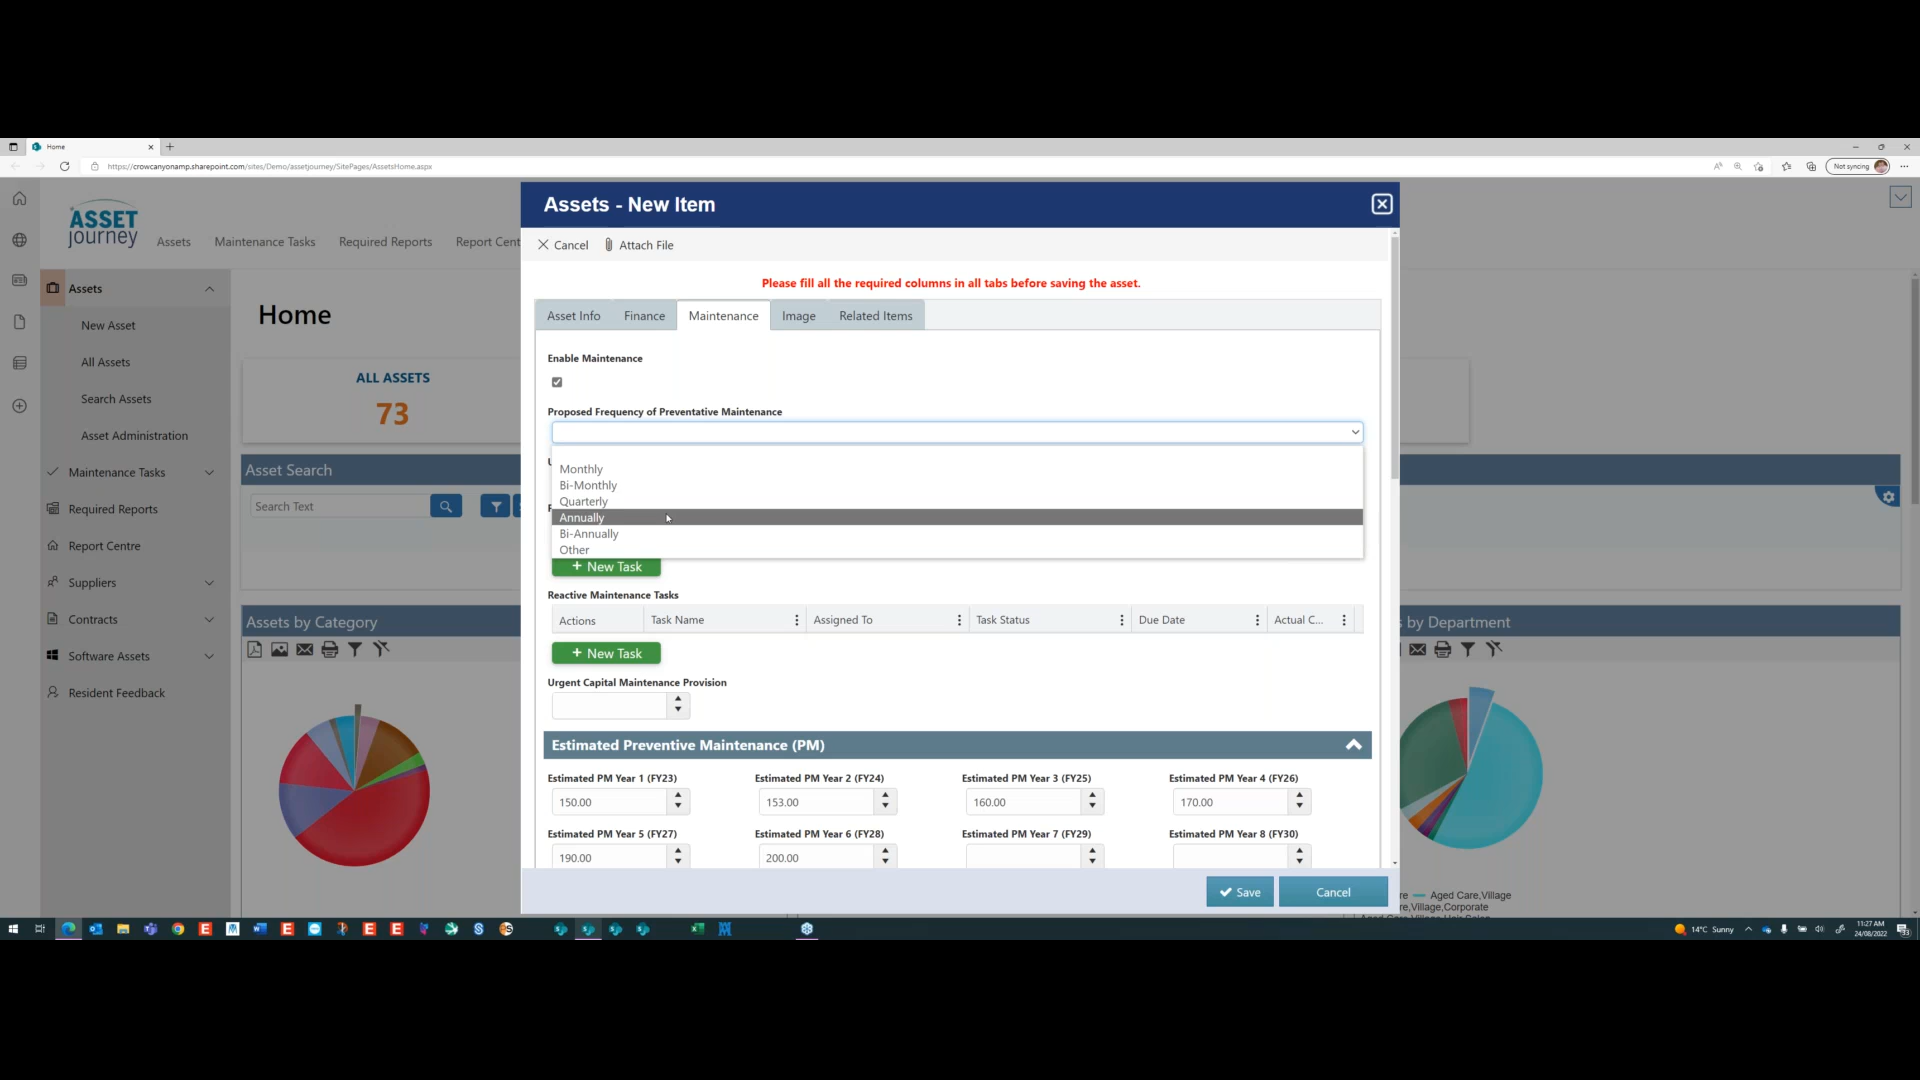 Home
https://crowcanyonamp.sharepoint.com/sites/Demo/assetjourney/SitePages/AssetsHome.aspx
Not syncing
ASSET
journey
Assets
Maintenance Tasks
Required Reports
Report Cent
Assets
New Asset
All Assets
Search Assets
Asset Administration
Maintenance Tasks
Required Reports
Report Centre
Suppliers
Contracts
Software Assets
Resident Feedback
Home
ALL ASSETS
73
Asset Search
Search Text
Assets by Category
Assets - New Item
Cancel
Attach File
Please fill all the required columns in all tabs before saving the asset.
Asset Info
Finance
Maintenance
Image
Related Items
Enable Maintenance
Proposed Frequency of Preventative Maintenance
Monthly
Bi-Monthly
Quarterly
Annually
Bi-Annually
Other
+ New Task
Reactive Maintenance Tasks
Actions
Task Name
Assigned To
Task Status
Due Date
Actual C...
+ New Task
Urgent Capital Maintenance Provision
Estimated Preventive Maintenance (PM)
Estimated PM Year 1 (FY23)
Estimated PM Year 2 (FY24)
Estimated PM Year 3 (FY25)
Estimated PM Year 4 (FY26)
150.00
153.00
160.00
170.00
Estimated PM Year 5 (FY27)
Estimated PM Year 6 (FY28)
Estimated PM Year 7 (FY29)
Estimated PM Year 8 (FY30)
190.00
200.00
Save
Cancel
by Department
re
Aged Care,Village
re,Village,Corporate
14°C Sunny
11:27 AM
24/08/2022